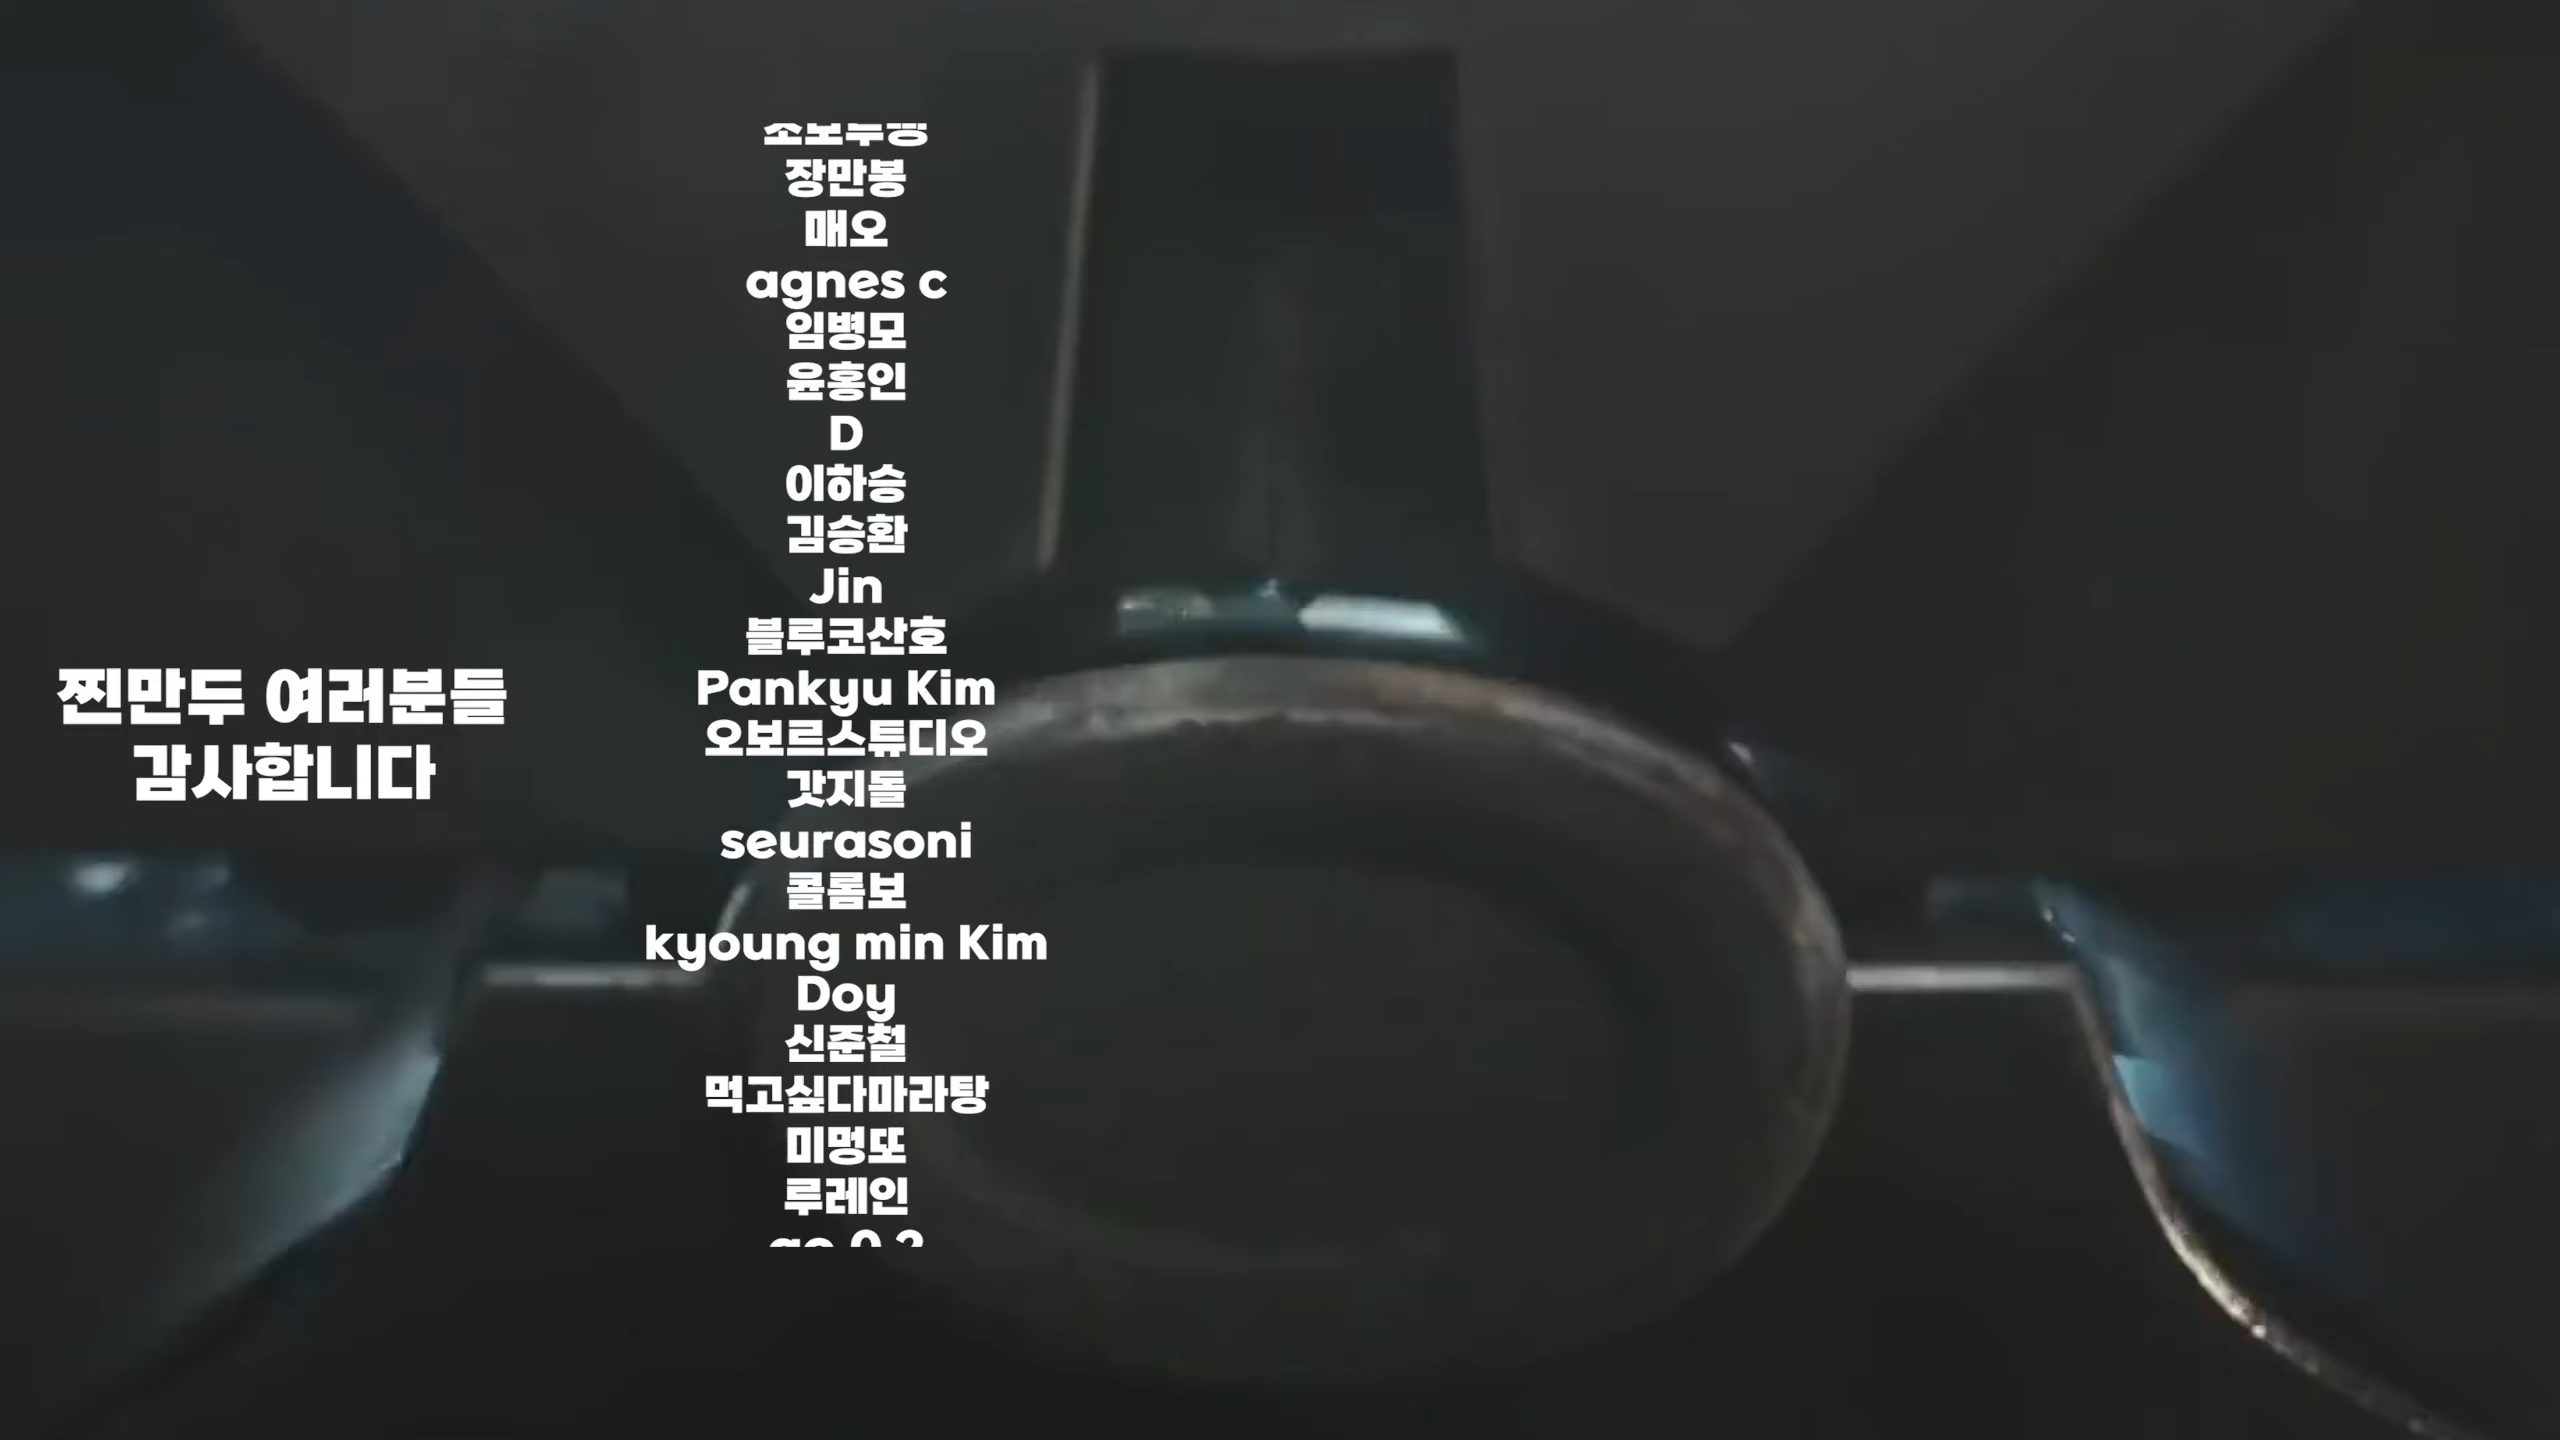 찐만두 여러분들
감사합니다
장만봉
매오
agnes c
임병모
윤홍인
D
이하승
김승환
Jin
블루코산호
Pankyu Kim
오보르스튜디오
갓지돌
seurasoni
콜롬보
kyoung min Kim
Doy
신준철
먹고싶다마라탕
미멍또
루레인